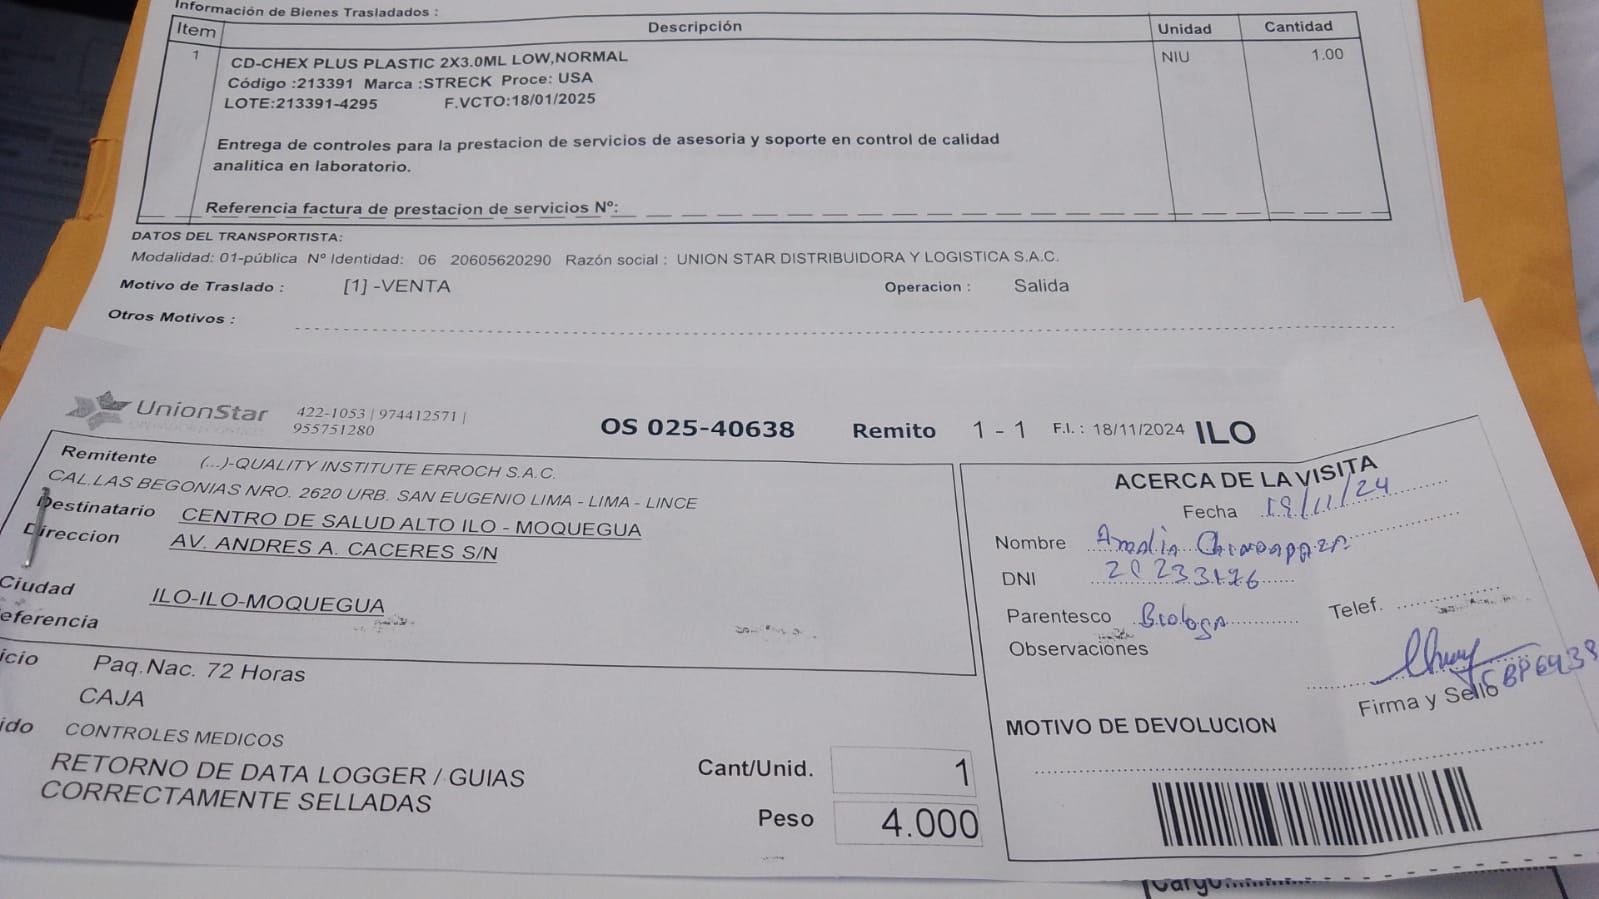 Información de Bienes Trasladados :
Item Descripción Unidad Cantidad
1 CD-CHEX PLUS PLASTIC 2X3.0ML LOW,NORMAL NIU 1.00
Código :213391 Marca :STRECK Proce: USA
LOTE:213391-4295 F.VCTO:18/01/2025
Entrega de controles para la prestacion de servicios de asesoria y soporte en control de calidad
analitica en laboratorio.
Referencia factura de prestacion de servicios Nº:
DATOS DEL TRANSPORTISTA:
Modalidad: 01-pública Nº Identidad: 06 20605620290 Razón social : UNION STAR DISTRIBUIDORA Y LOGISTICA S.A.C.
Motivo de Traslado : [1] -VENTA Operacion : Salida
Otros Motivos :
UnionStar 422-1053 | 974412571 |
955751280
OS 025-40638 Remito 1 - 1 F.I. : 18/11/2024 ILO
Remitente (...)-QUALITY INSTITUTE ERROCH S.A.C.
CAL.LAS BEGONIAS NRO. 2620 URB. SAN EUGENIO LIMA - LIMA - LINCE
Destinatario CENTRO DE SALUD ALTO ILO - MOQUEGUA
Direccion AV. ANDRES A. CACERES S/N
Ciudad ILO-ILO-MOQUEGUA
eferencia
icio Paq.Nac. 72 Horas
CAJA
ido CONTROLES MEDICOS
RETORNO DE DATA LOGGER / GUIAS
CORRECTAMENTE SELLADAS
Cant/Unid. 1
Peso 4.000
ACERCA DE LA VISITA
Fecha 19/11/24
Nombre
DNI
Parentesco Biologa Telef.
Observaciones
Firma y Sello
MOTIVO DE DEVOLUCION
Cargo